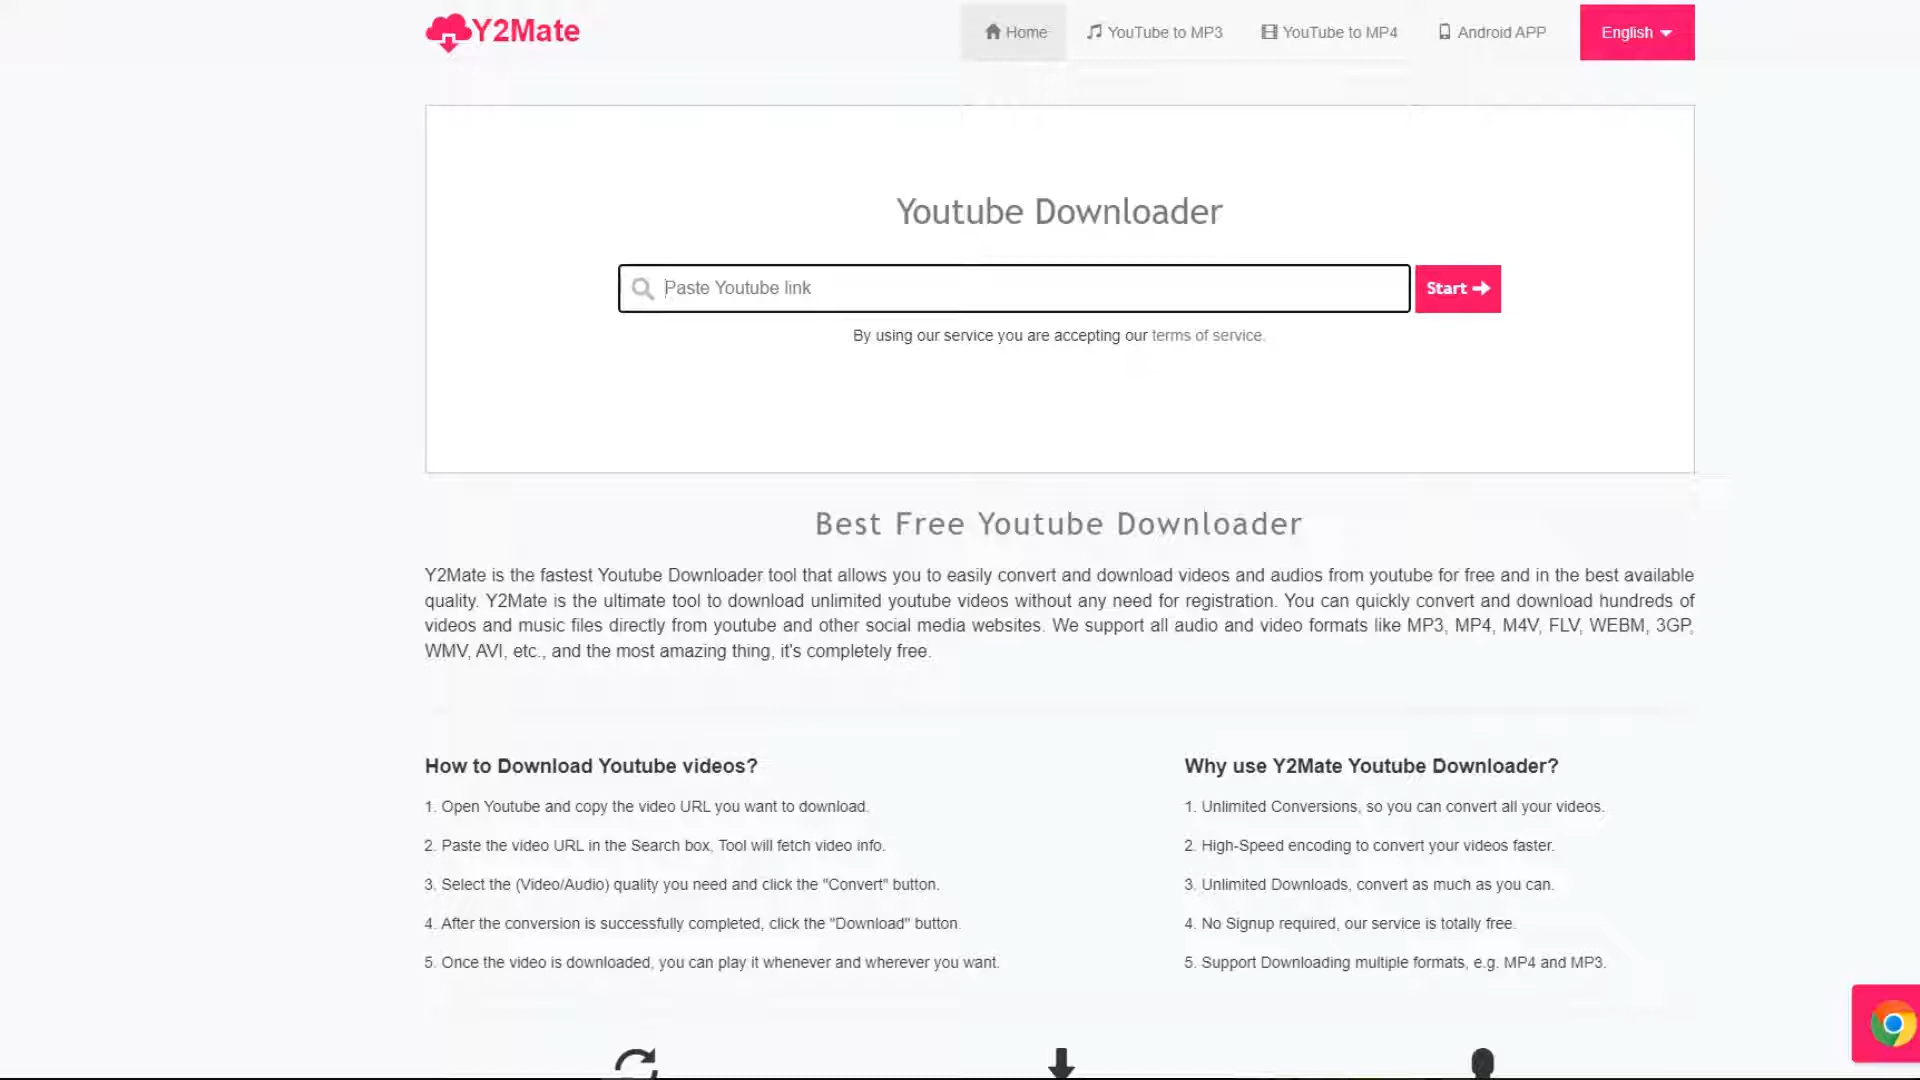 Y2Mate
Home
YouTube to MP3
YouTube to MP4
Android APP
English
Youtube Downloader
Paste Youtube link
Start
By using our service you are accepting our terms of service.
Best Free Youtube Downloader
Y2Mate is the fastest Youtube Downloader tool that allows you to easily convert and download videos and audios from youtube for free and in the best available
quality. Y2Mate is the ultimate tool to download unlimited youtube videos without any need for registration. You can quickly convert and download hundreds of
videos and music files directly from youtube and other social media websites. We support all audio and video formats like MP3, MP4, M4V, FLV, WEBM, 3GP,
WMV, AVI, etc., and the most amazing thing, it's completely free.
How to Download Youtube videos?
1. Open Youtube and copy the video URL you want to download.
2. Paste the video URL in the Search box, Tool will fetch video info.
3. Select the (Video/Audio) quality you need and click the "Convert" button.
4. After the conversion is successfully completed, click the "Download" button.
5. Once the video is downloaded, you can play it whenever and wherever you want.
Why use Y2Mate Youtube Downloader?
1. Unlimited Conversions, so you can convert all your videos.
2. High-Speed encoding to convert your videos faster.
3. Unlimited Downloads, convert as much as you can.
4. No Signup required, our service is totally free.
5. Support Downloading multiple formats, e.g. MP4 and MP3.